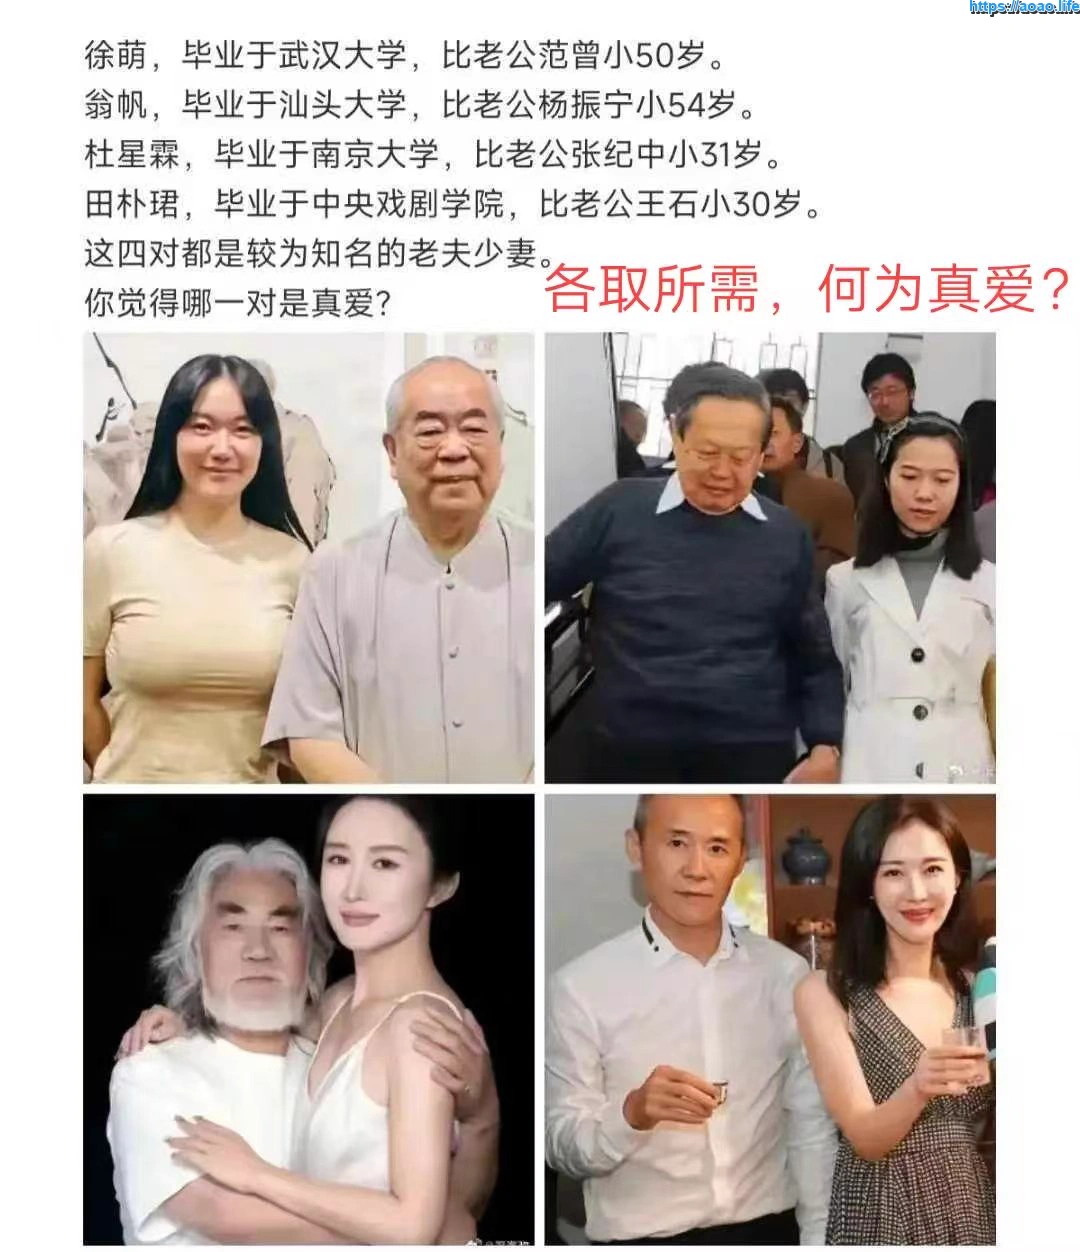 https://aoao.life
徐萌，毕业于武汉大学，比老公范曾小50岁。
翁帆，毕业于汕头大学，比老公杨振宁小54岁。
杜星霖，毕业于南京大学，比老公张纪中小31岁。
田朴珺，毕业于中央戏剧学院，比老公王石小30岁。
这四对都是较为知名的老夫少妻。
你觉得哪一对是真爱？
各取所需，何为真爱？